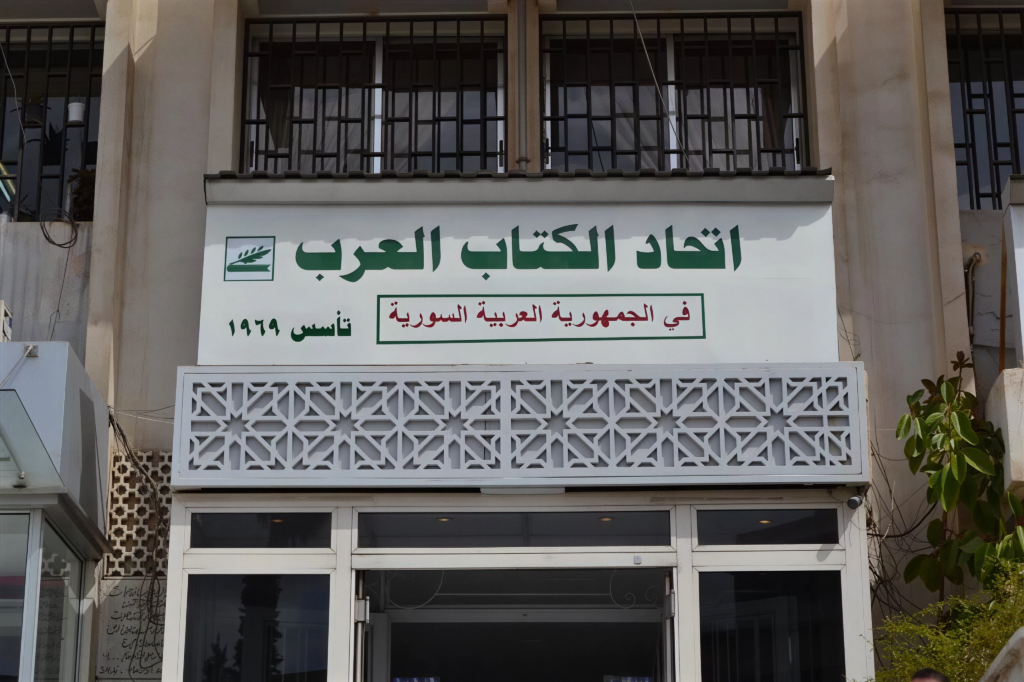 اتحاد الكتاب العرب
في الجمهورية العربية السورية
تأسس ١٩٦٩